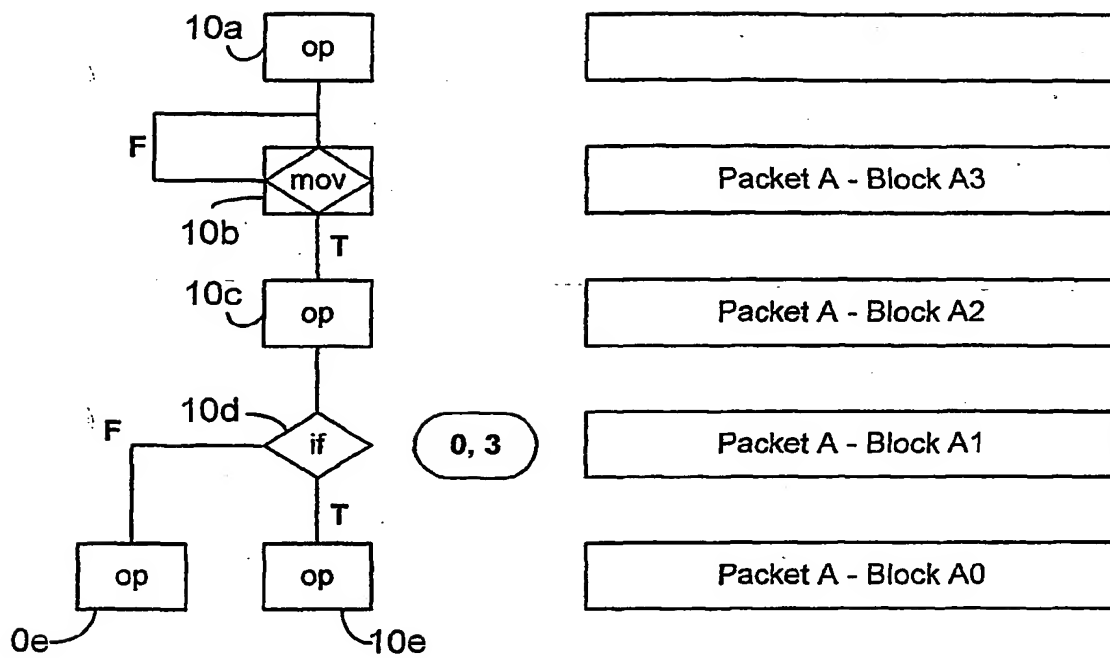 10a
op
F
mov
Packet A - Block A3
10b
T
10c
op
Packet A - Block A2
10d
F
if
0, 3
Packet A - Block A1
T
op
op
Packet A - Block A0
0e
10e